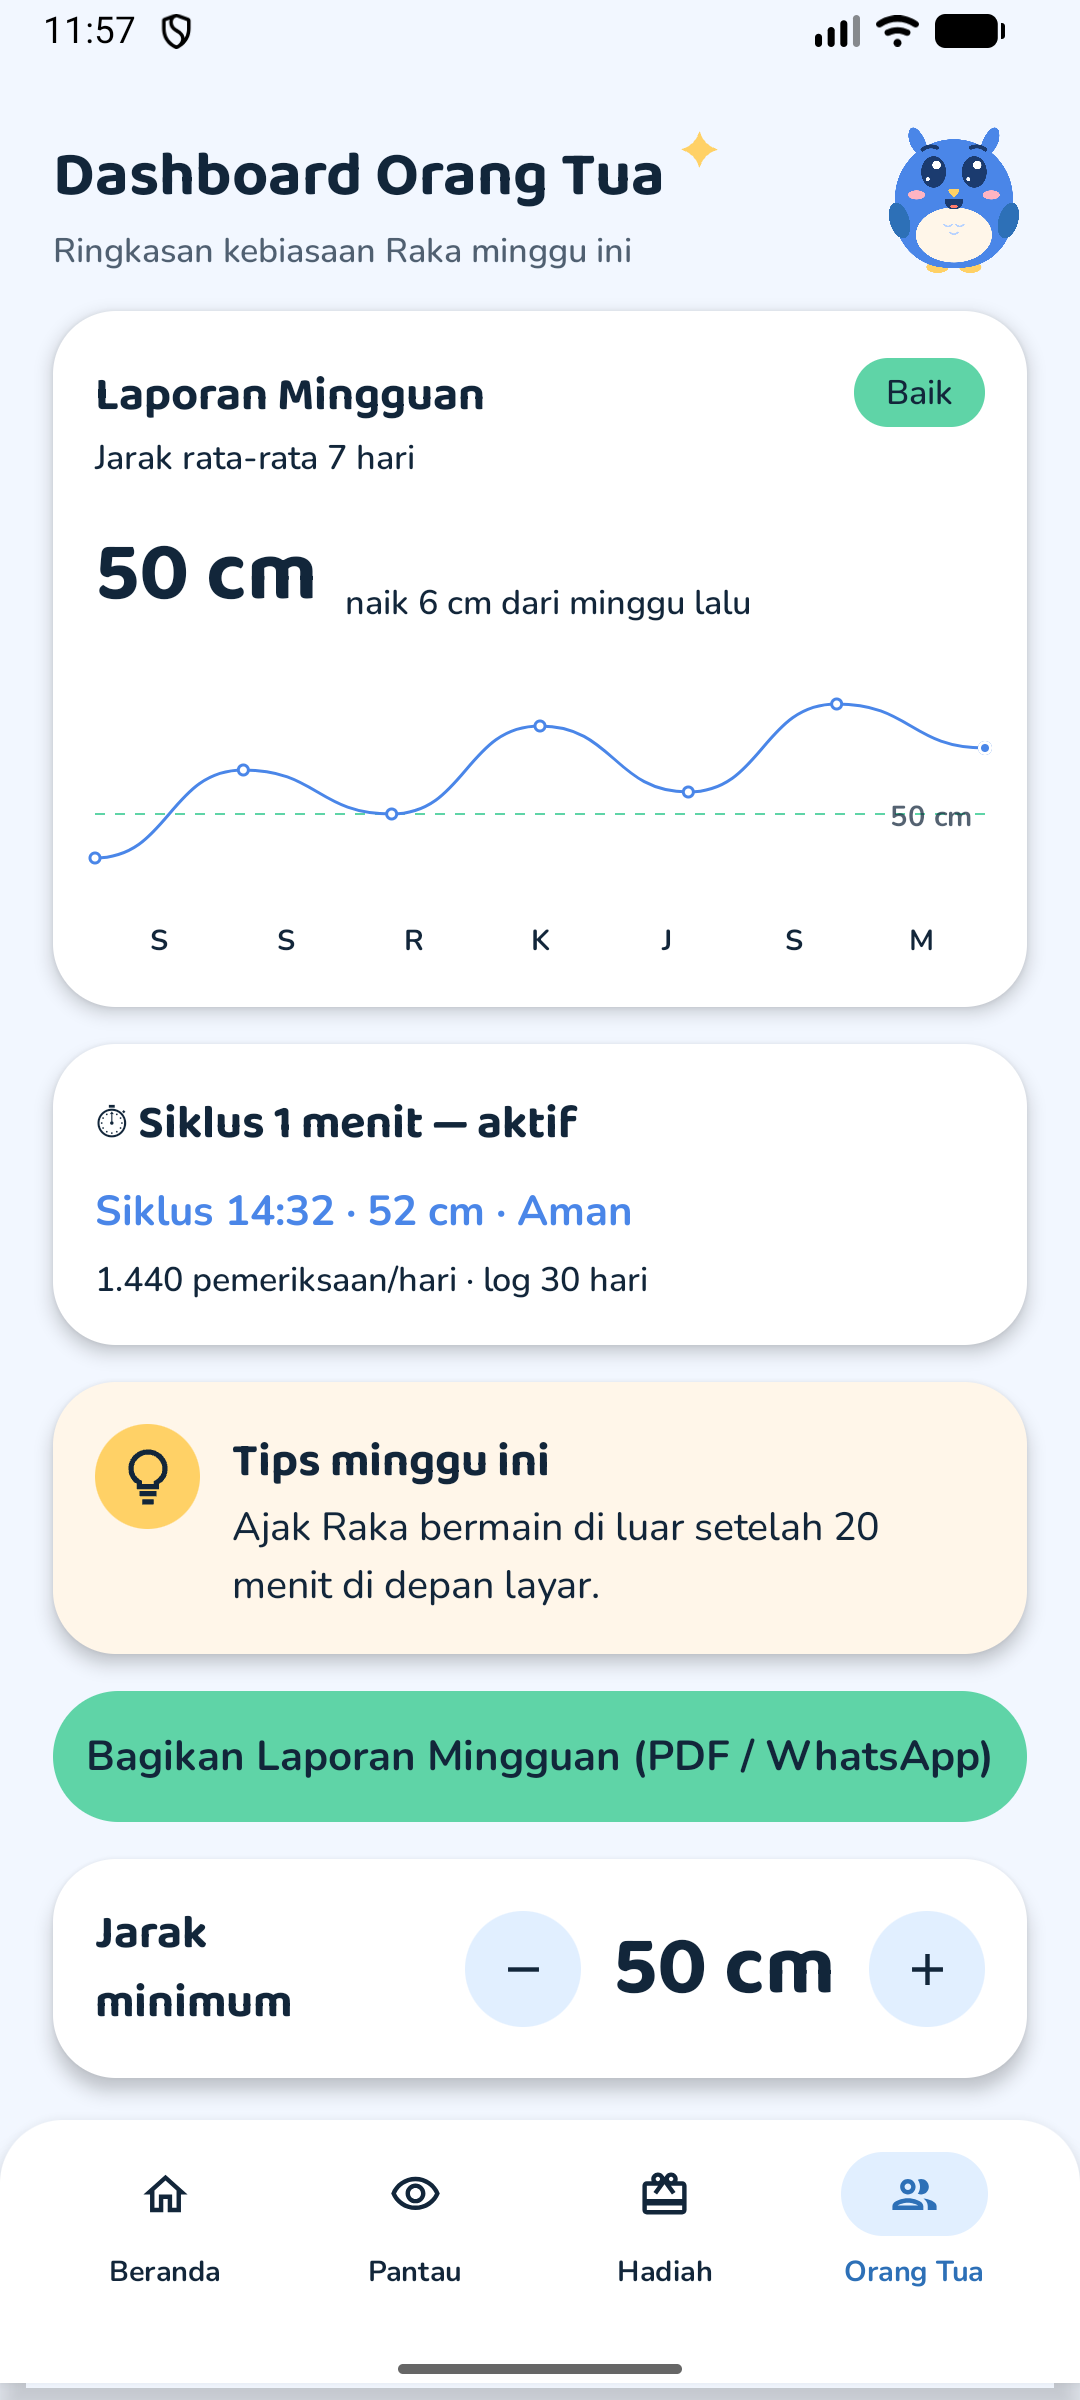 11:57
Dashboard Orang Tua
Ringkasan kebiasaan Raka minggu ini
Laporan Mingguan
Baik
Jarak rata-rata 7 hari
50 cm
naik 6 cm dari minggu lalu
50 cm
S S R K J S M
Siklus 1 menit — aktif
Siklus 14:32 · 52 cm · Aman
1.440 pemeriksaan/hari · log 30 hari
Tips minggu ini
Ajak Raka bermain di luar setelah 20
menit di depan layar.
Bagikan Laporan Mingguan (PDF / WhatsApp)
Jarak
minimum
− 50 cm +
Beranda Pantau Hadiah Orang Tua